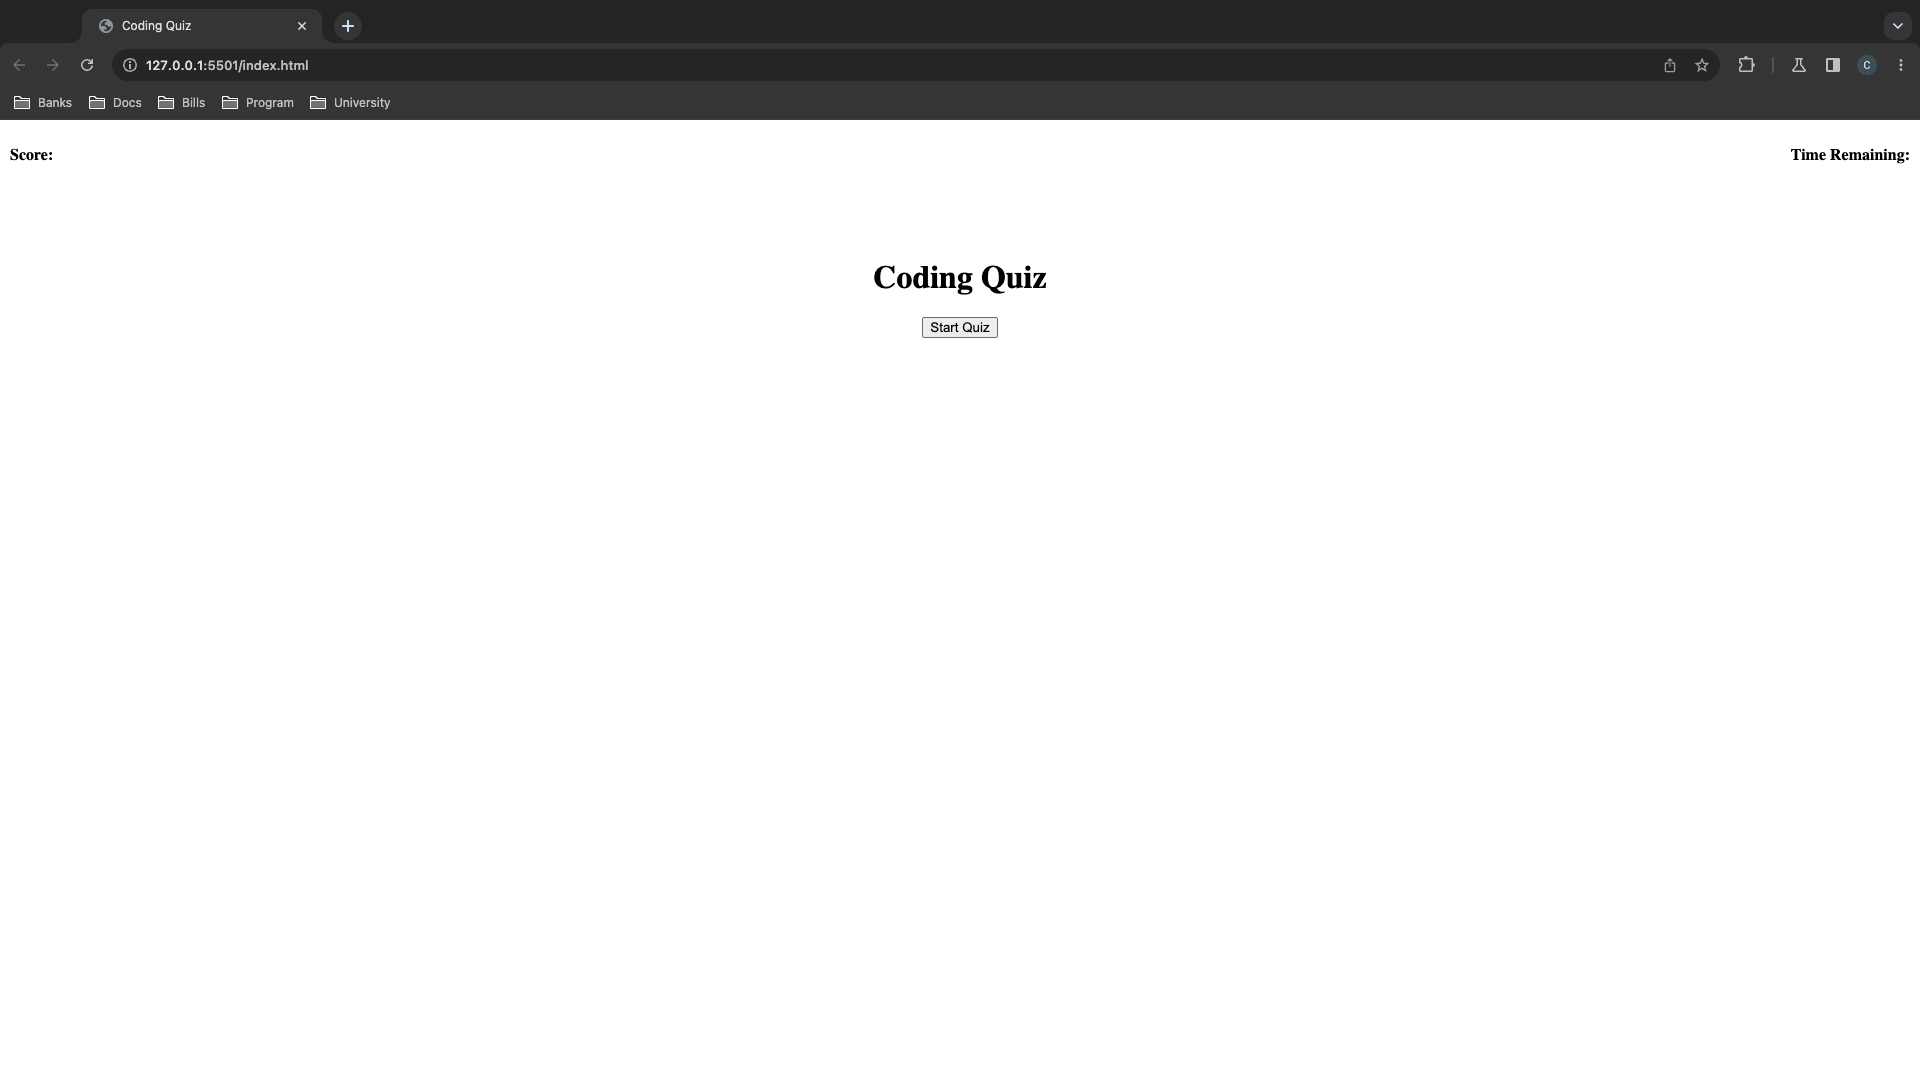 Coding Quiz
127.0.0.1:5501/index.html
C
Banks Docs Bills Program University
Score: Time Remaining:
Coding Quiz
Start Quiz